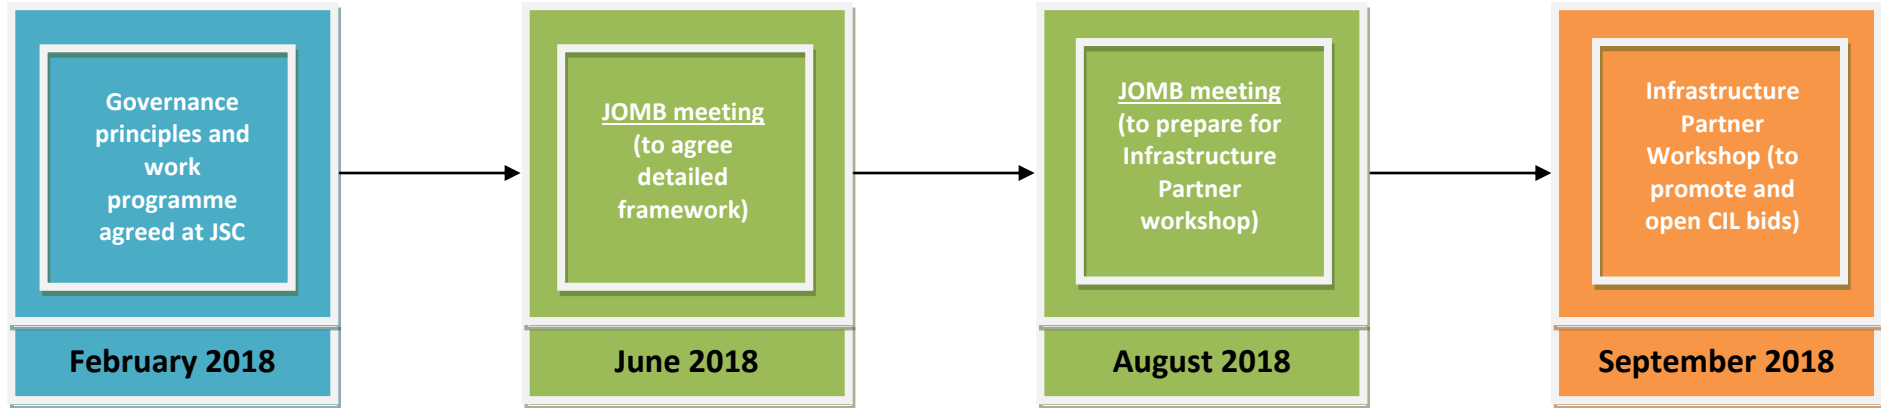 Governance
principles and
work
programme
agreed at JSC
February 2018
JOMB meeting
(to agree
detailed
framework)
June 2018
JOMB meeting
(to prepare for
Infrastructure
Partner
workshop)
August 2018
Infrastructure
Partner
Workshop (to
promote and
open CIL bids)
September 2018